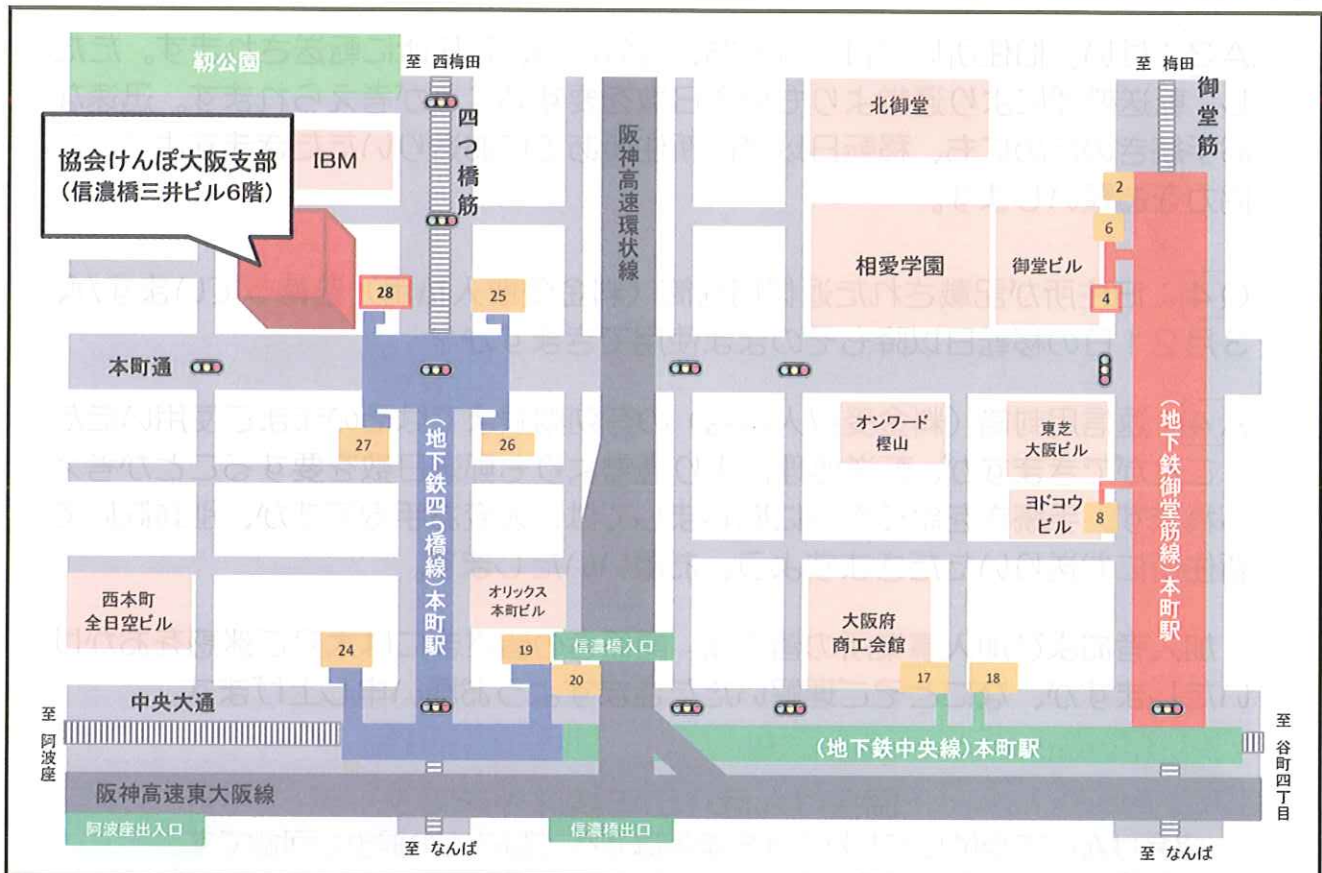 靭公園
至 西梅田
四つ橋筋
協会けんぽ大阪支部
(信濃橋三井ビル6階)
IBM
阪神高速環状線
北御堂
至 梅田
御堂筋
2
6
相愛学園
御堂ビル
4
28
25
本町通
27
26
(地下鉄四つ橋線)本町駅
オンワード
樫山
東芝
大阪ビル
ヨドコウ
ビル
8
(地下鉄御堂筋線)本町駅
西本町
全日空ビル
オリックス
本町ビル
大阪府
商工会館
24
19
20
信濃橋入口
17
18
中央大通
至 阿波座
(地下鉄中央線)本町駅
至 谷町四丁目
阪神高速東大阪線
阿波座出入口
信濃橋出口
至 なんば
至 なんば